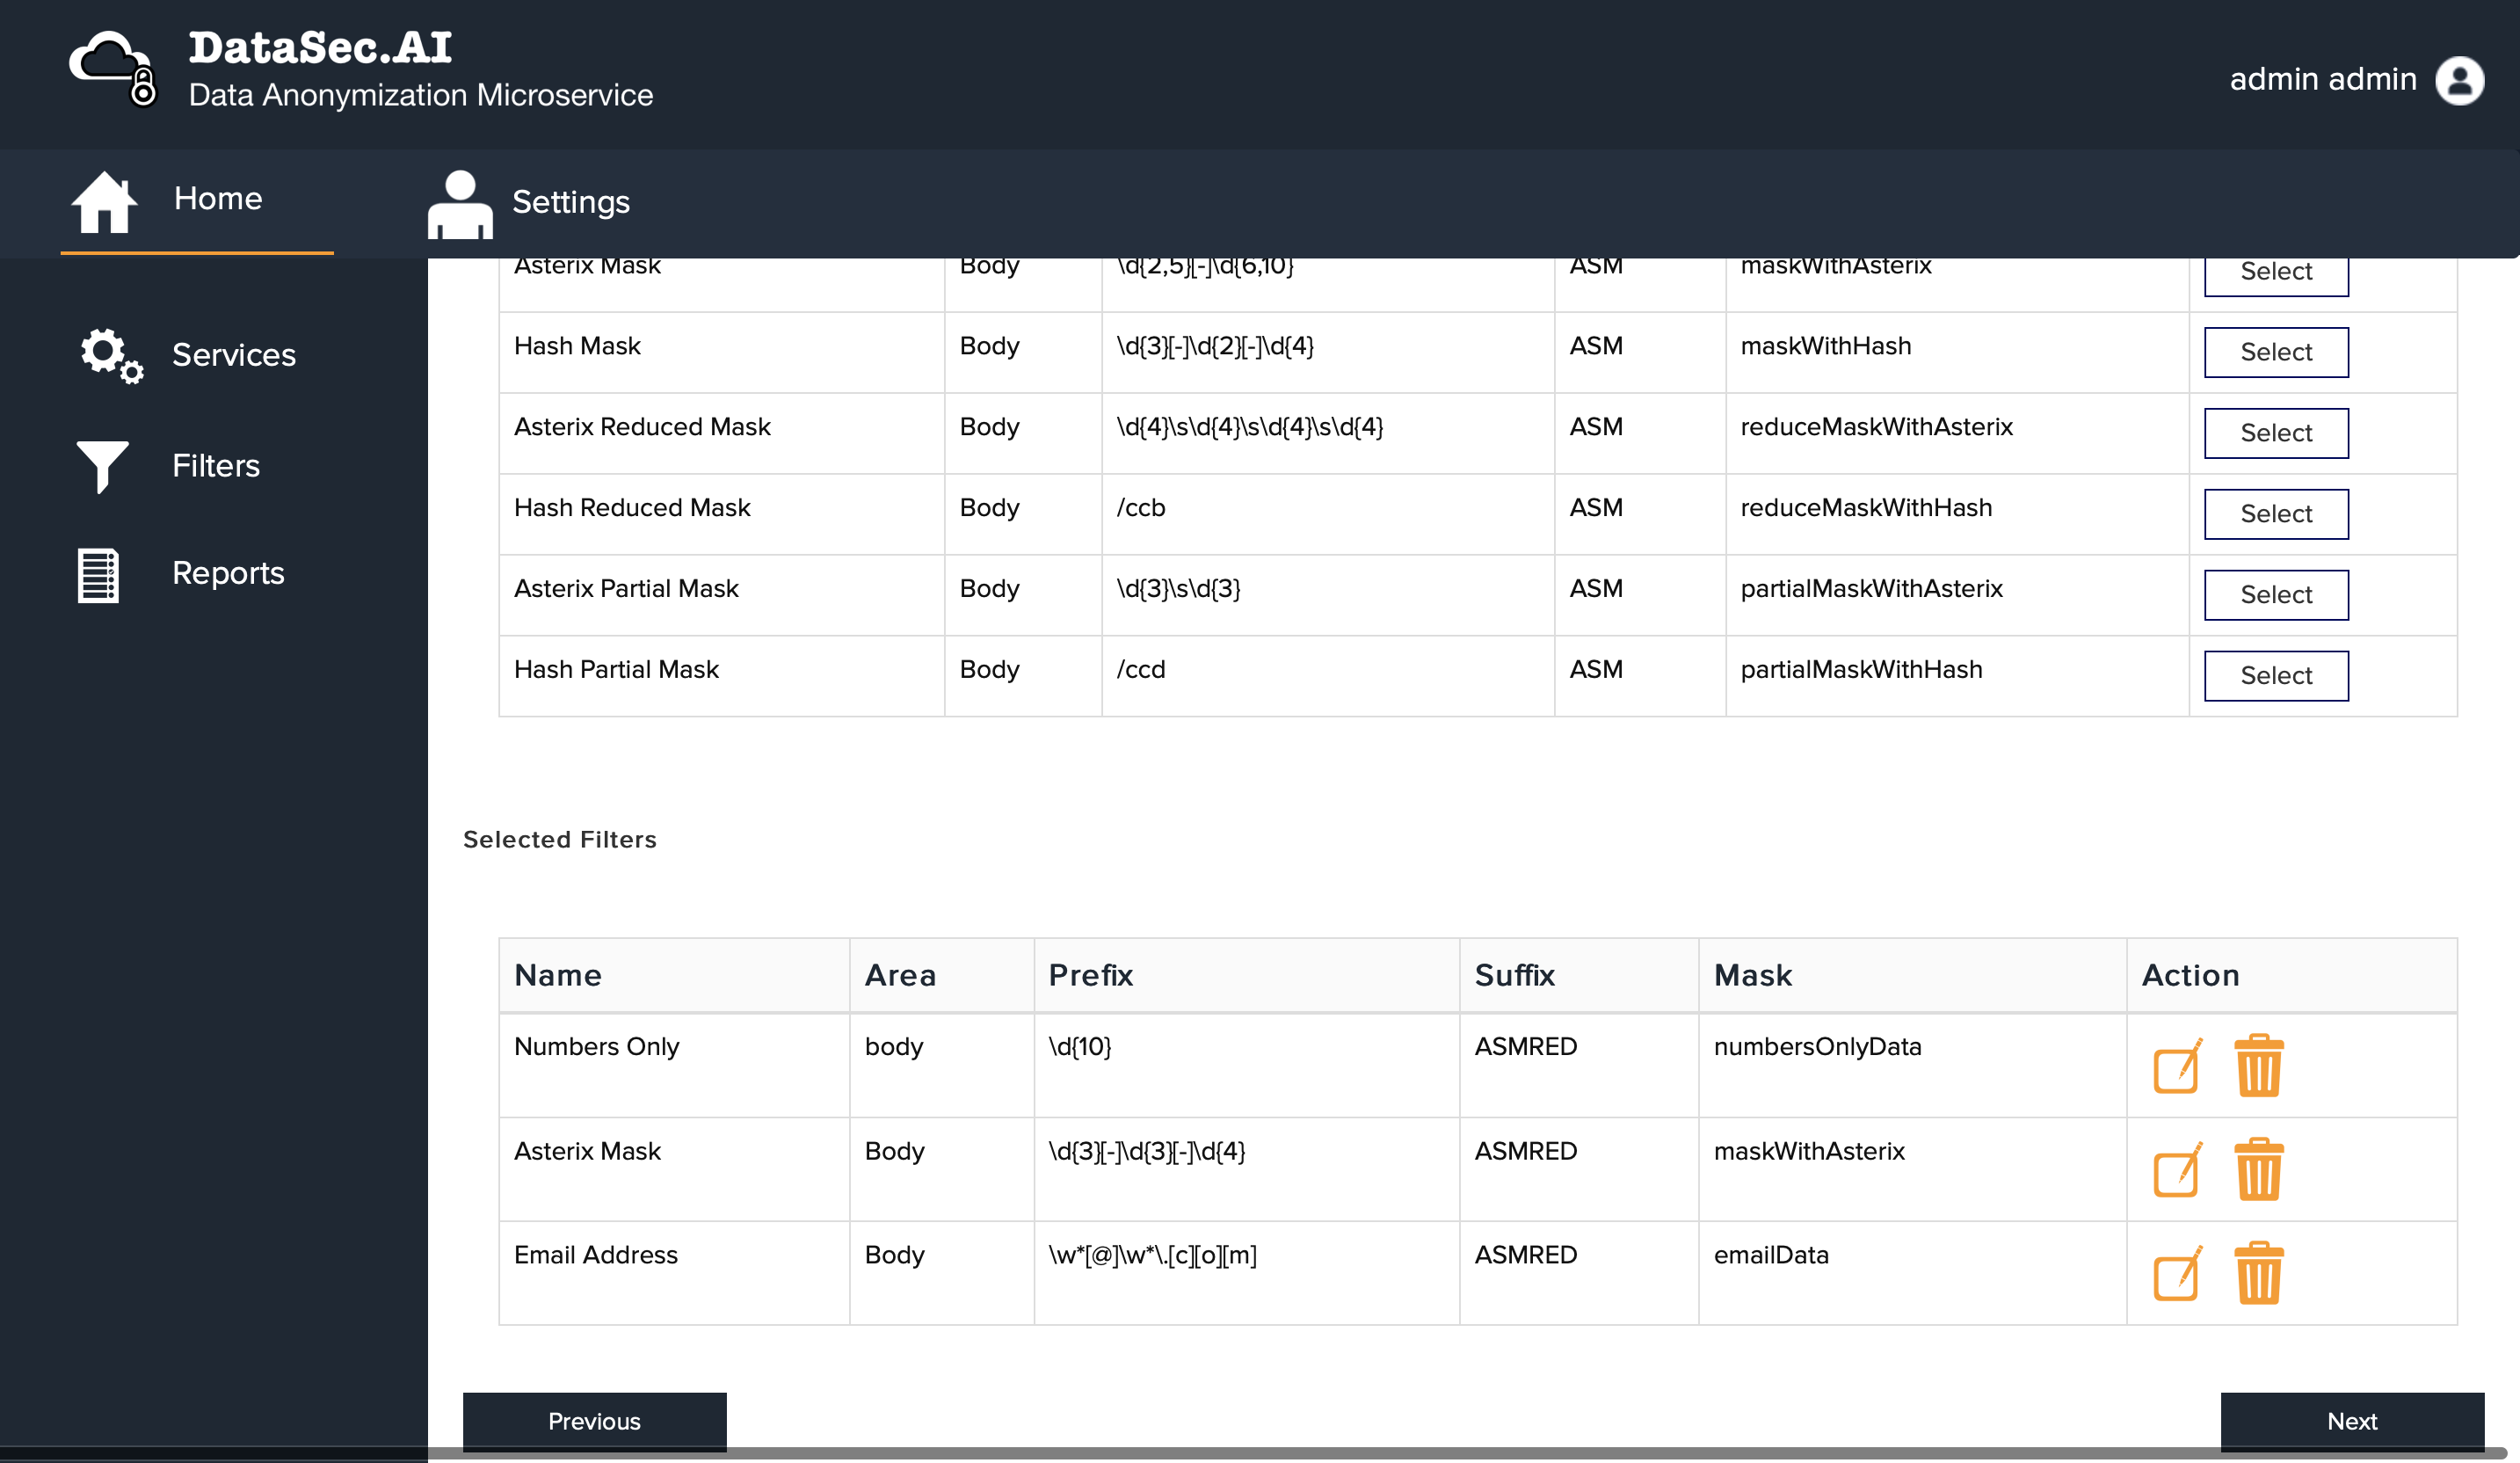 DataSec.AI
Data Anonymization Microservice
admin admin
Home
Settings
Services
Filters
Reports
Asterix Mask Body \d{2,5}[-]\d{6,10} ASM maskWithAsterix Select
Hash Mask Body \d{3}[-]\d{2}[-]\d{4} ASM maskWithHash Select
Asterix Reduced Mask Body \d{4}\s\d{4}\s\d{4}\s\d{4} ASM reduceMaskWithAsterix Select
Hash Reduced Mask Body /ccb ASM reduceMaskWithHash Select
Asterix Partial Mask Body \d{3}\s\d{3} ASM partialMaskWithAsterix Select
Hash Partial Mask Body /ccd ASM partialMaskWithHash Select
Selected Filters
Name Area Prefix Suffix Mask Action
Numbers Only body \d{10} ASMRED numbersOnlyData
Asterix Mask Body \d{3}[-]\d{3}[-]\d{4} ASMRED maskWithAsterix
Email Address Body \w*[@]\w*\.[c][o][m] ASMRED emailData
Previous
Next